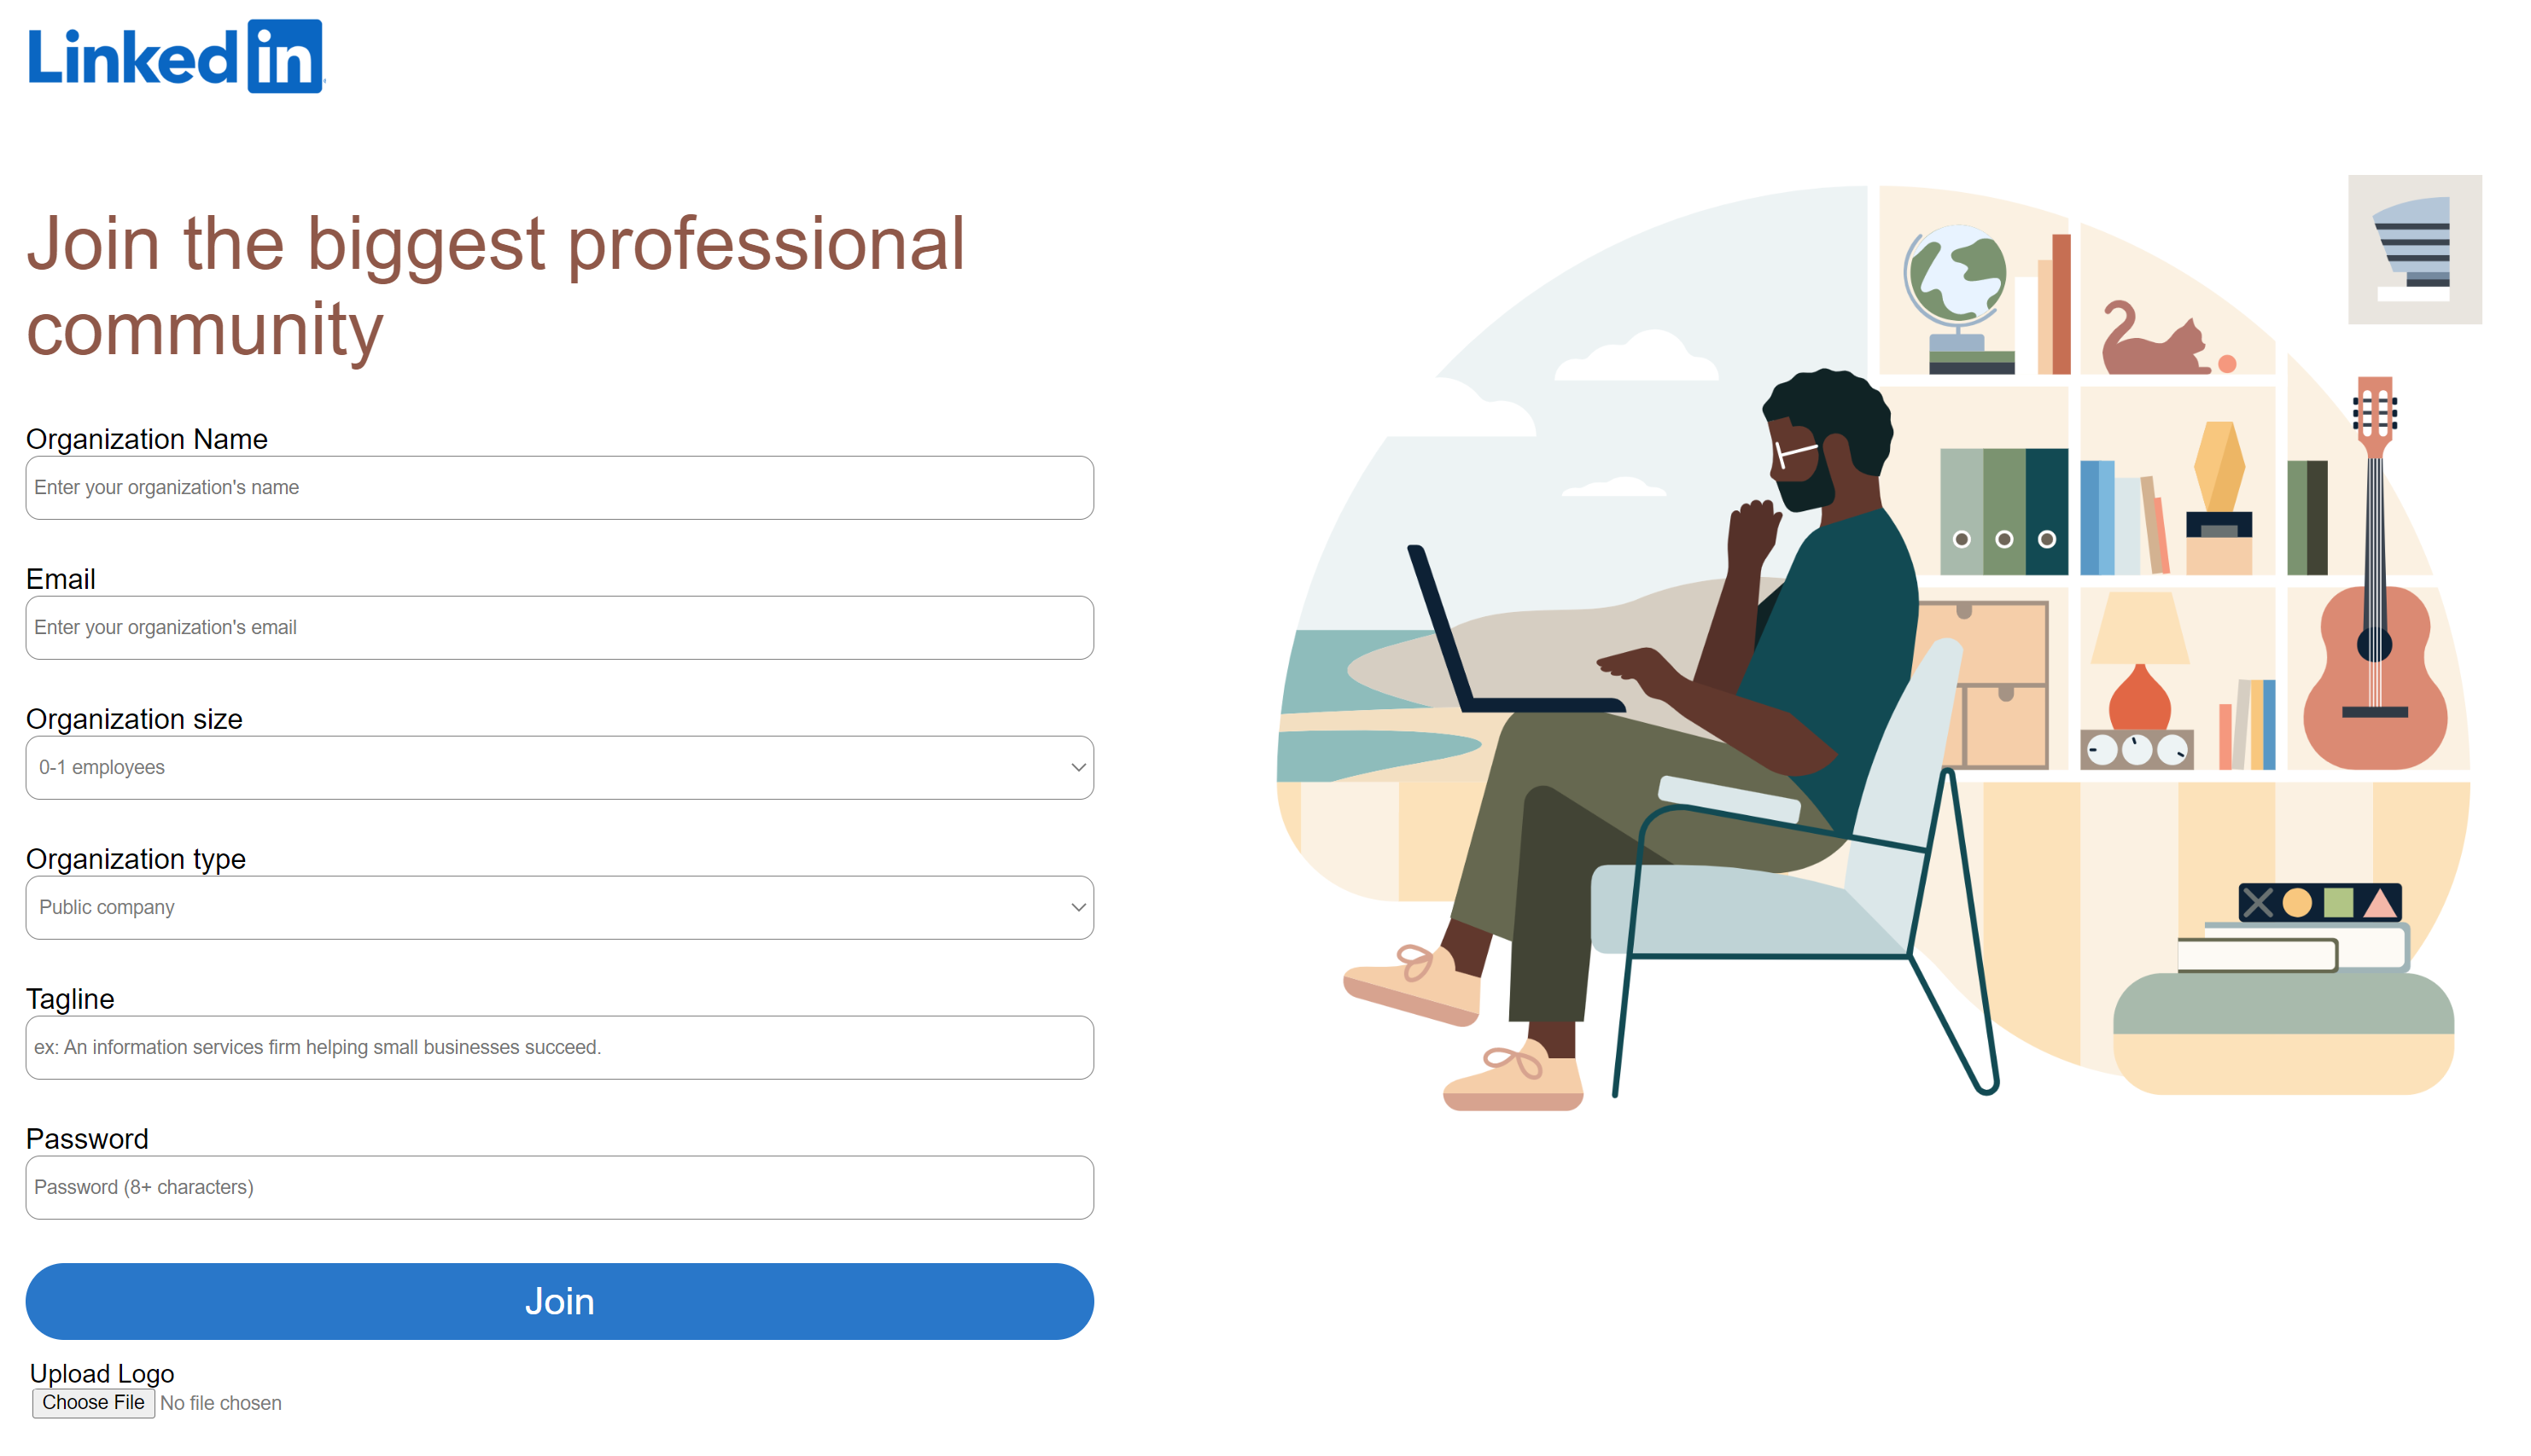 Linked in
Join the biggest professional
community
Organization Name
Enter your organization's name
Email
Enter your organization's email
Organization size
0-1 employees
Organization type
Public company
Tagline
ex: An information services firm helping small businesses succeed.
Password
Password (8+ characters)
Join
Upload Logo
Choose File No file chosen